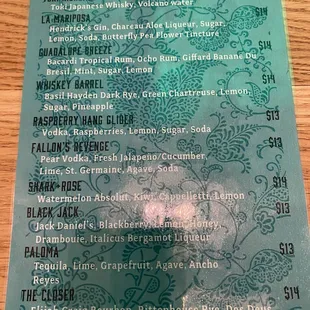 Toki Japanese Whisky, Volcano water
LA MARIPOSA $14
Hendrick's Gin, Chareau Aloe Liqueur, Sugar,
Lemon, Soda, Butterfly Pea Flower Tincture
GUADALUPE BREEZE $14
Bacardi Tropical Rum, Ocho Rum, Giffard Banane Du
Bresil, Mint, Sugar, Lemon
WHISKEY BARREL $14
Basil Hayden Dark Rye, Green Chartreuse, Lemon,
Sugar, Pineapple
RASPBERRY HANG GLIDER $13
Vodka, Raspberries, Lemon, Sugar, Soda
FALLON'S REVENGE $13
Pear Vodka, Fresh Jalapeño/Cucumber,
Lime, St. Germaine, Agave, Soda
SHARK-ROSE $14
Watermelon Absolut, Kiwi, Cappelletti, Lemon
BLACK JACK $13
Jack Daniel's, Blackberry, Lemon, Honey,
Drambouie, Italicus Bergamot Liqueur
PALOMA $13
Tequila, Lime, Grapefruit, Agave, Ancho
Reyes
THE CLOSER $14